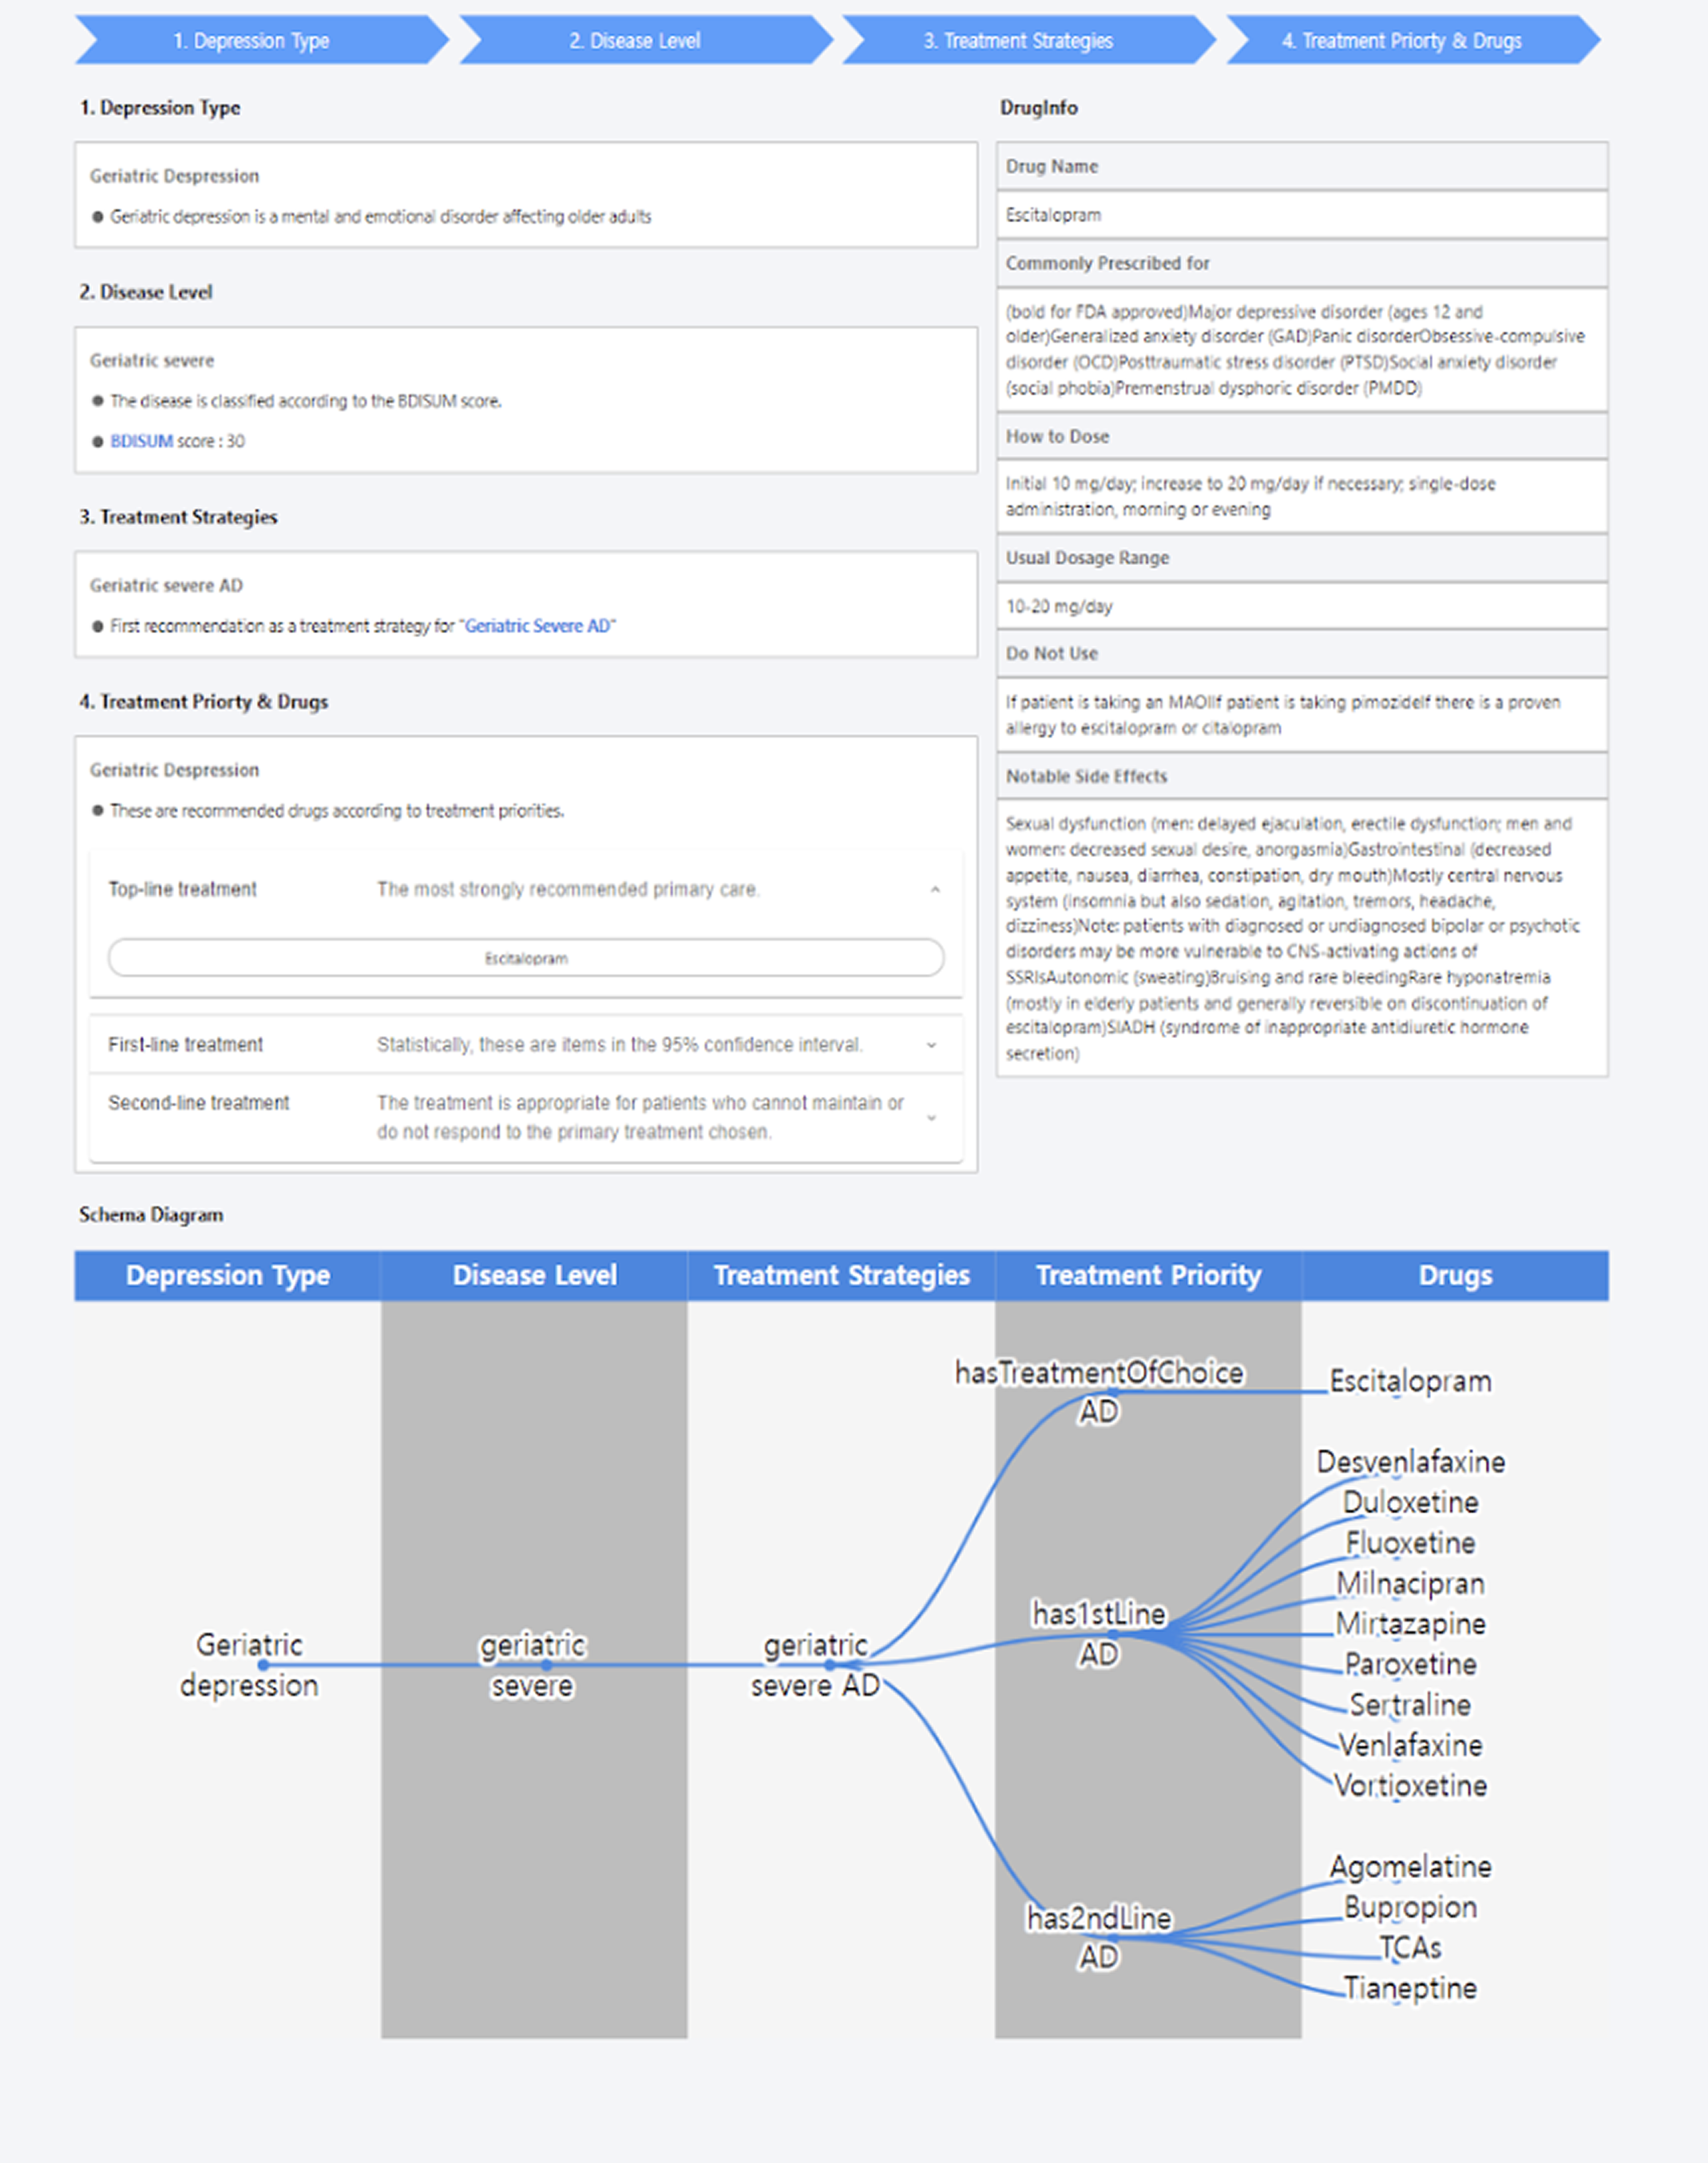 1. Depression Type
2. Disease Level
3. Treatment Strategies
4. Treatment Priorty & Drugs
1. Depression Type
Geriatric Despression
● Geriatric depression is a mental and emotional disorder affecting older adults
2. Disease Level
Geriatric severe
● The disease is classified according to the BDISUM score.
● BDISUM score : 30
3. Treatment Strategies
Geriatric severe AD
● First recommendation as a treatment strategy for "Geriatric Severe AD"
4. Treatment Priorty & Drugs
Geriatric Despression
● These are recommended drugs according to treatment priorities.
Top-line treatment
The most strongly recommended primary care.
Escitalopram
First-line treatment
Statistically, these are items in the 95% confidence interval.
Second-line treatment
The treatment is appropriate for patients who cannot maintain or
do not respond to the primary treatment chosen.
DrugInfo
Drug Name
Escitalopram
Commonly Prescribed for
(bold for FDA approved)Major depressive disorder (ages 12 and
older)Generalized anxiety disorder (GAD)Panic disorderObsessive-compulsive
disorder (OCD)Posttraumatic stress disorder (PTSD)Social anxiety disorder
(social phobia)Premenstrual dysphoric disorder (PMDD)
How to Dose
Initial 10 mg/day; increase to 20 mg/day if necessary; single-dose
administration, morning or evening
Usual Dosage Range
10-20 mg/day
Do Not Use
If patient is taking an MAOIIf patient is taking pimozideIf there is a proven
allergy to escitalopram or citalopram
Notable Side Effects
Sexual dysfunction (men: delayed ejaculation, erectile dysfunction; men and
women: decreased sexual desire, anorgasmia)Gastrointestinal (decreased
appetite, nausea, diarrhea, constipation, dry mouth)Mostly central nervous
system (insomnia but also sedation, agitation, tremors, headache,
dizziness)Note: patients with diagnosed or undiagnosed bipolar or psychotic
disorders may be more vulnerable to CNS-activating actions of
SSRIsAutonomic (sweating)Bruising and rare bleedingRare hyponatremia
(mostly in elderly patients and generally reversible on discontinuation of
escitalopram)SIADH (syndrome of inappropriate antidiuretic hormone
secretion)
Schema Diagram
Depression Type
Disease Level
Treatment Strategies
Treatment Priority
Drugs
Geriatric
depression
geriatric
severe
geriatric
severe AD
hasTreatmentOfChoice
AD
has1stLine
AD
has2ndLine
AD
Escitalopram
Desvenlafaxine
Duloxetine
Fluoxetine
Milnacipran
Mirtazapine
Paroxetine
Sertraline
Venlafaxine
Vortioxetine
Agomelatine
Bupropion
TCAs
Tianeptine